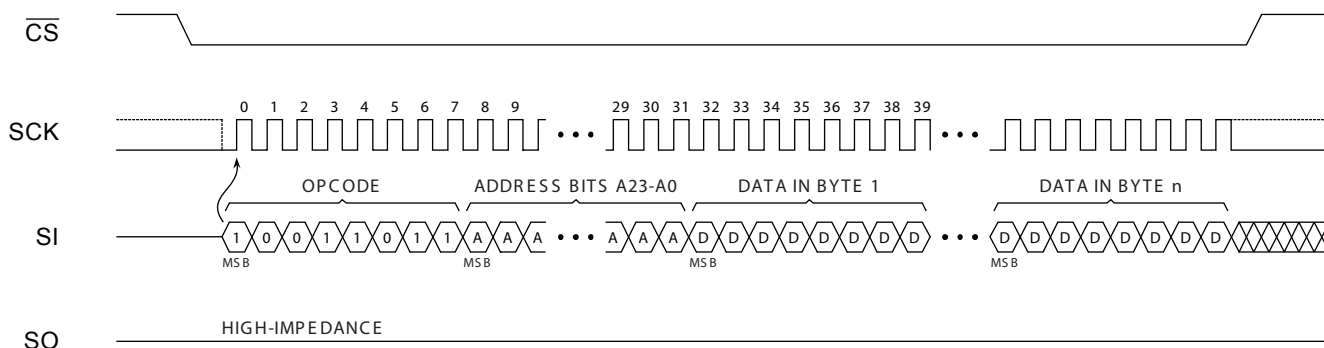 CS
0 1 2 3 4 5 6 7 8 9 29 30 31 32 33 34 35 36 37 38 39
SCK
OPCODE ADDRESS BITS A23-A0 DATA IN BYTE 1 DATA IN BYTE n
SI 1 0 0 1 1 0 1 1 A A A A A A D D D D D D D D D D D D D D D D
MSB MSB MSB MSB
HIGH-IMPEDANCE
SO